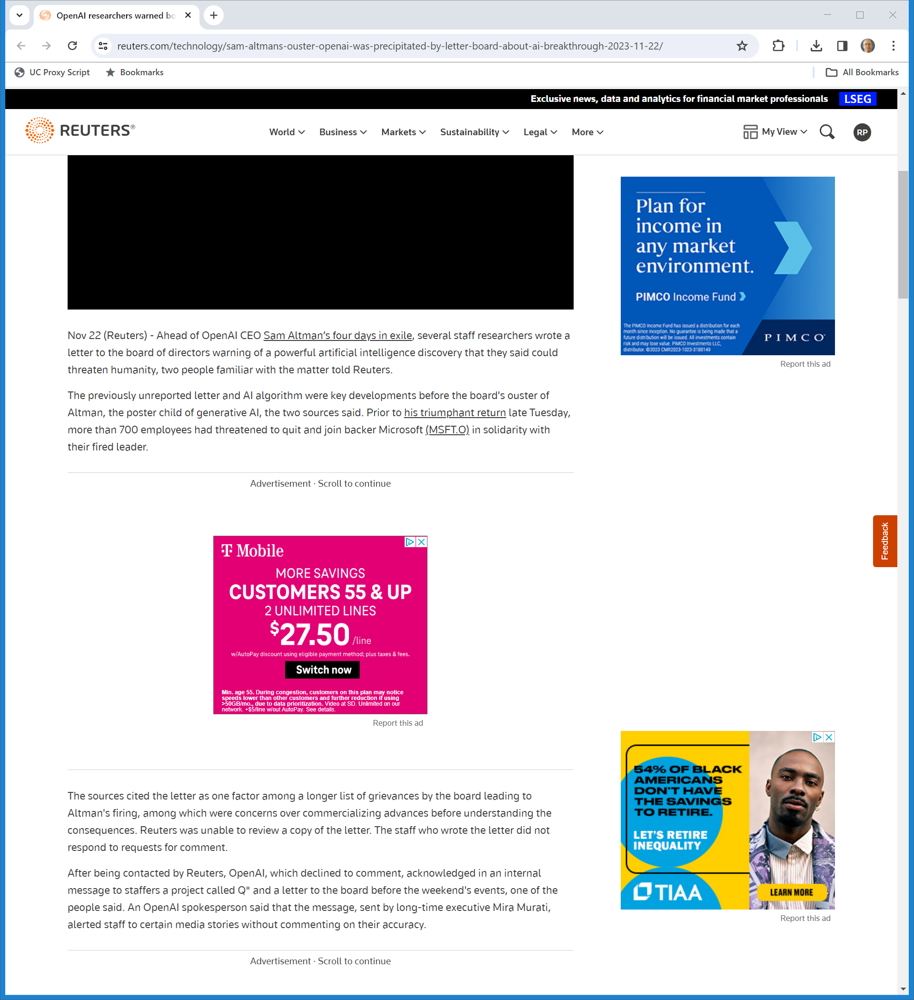 OpenAI researchers warned bo
reuters.com/technology/sam-altmans-ouster-openai-was-precipitated-by-letter-board-about-ai-breakthrough-2023-11-22/
UC Proxy Script
Bookmarks
All Bookmarks
Exclusive news, data and analytics for financial market professionals LSEG
REUTERS®
World Business Markets Sustainability Legal More
My View
RP
Plan for
income in
any market
environment.
PIMCO Income Fund
The PIMCO Income Fund has issued a distribution for each
month since inception. No guarantee is being made that a
future distribution will be issued. All investments contain
risk and may lose value. PIMCO Investments LLC,
distributor. ©2023 CMR2023-1023-3188149
PIMCO
Report this ad
Nov 22 (Reuters) - Ahead of OpenAI CEO Sam Altman’s four days in exile, several staff researchers wrote a
letter to the board of directors warning of a powerful artificial intelligence discovery that they said could
threaten humanity, two people familiar with the matter told Reuters.
The previously unreported letter and AI algorithm were key developments before the board's ouster of
Altman, the poster child of generative AI, the two sources said. Prior to his triumphant return late Tuesday,
more than 700 employees had threatened to quit and join backer Microsoft (MSFT.O) in solidarity with
their fired leader.
Advertisement · Scroll to continue
Feedback
T Mobile
MORE SAVINGS
CUSTOMERS 55 & UP
2 UNLIMITED LINES
$27.50 /line
w/AutoPay discount using eligible payment method; plus taxes & fees.
Switch now
Min. age 55. During congestion, customers on this plan may notice
speeds lower than other customers and further reduction if using
>50GB/mo., due to data prioritization. Video at SD. Unlimited on our
network. +$5/line w/out AutoPay. See details.
Report this ad
54% OF BLACK
AMERICANS
DON'T HAVE
THE SAVINGS
TO RETIRE.
LET'S RETIRE
INEQUALITY
TIAA
LEARN MORE
Report this ad
The sources cited the letter as one factor among a longer list of grievances by the board leading to
Altman's firing, among which were concerns over commercializing advances before understanding the
consequences. Reuters was unable to review a copy of the letter. The staff who wrote the letter did not
respond to requests for comment.
After being contacted by Reuters, OpenAI, which declined to comment, acknowledged in an internal
message to staffers a project called Q* and a letter to the board before the weekend's events, one of the
people said. An OpenAI spokesperson said that the message, sent by long-time executive Mira Murati,
alerted staff to certain media stories without commenting on their accuracy.
Advertisement · Scroll to continue